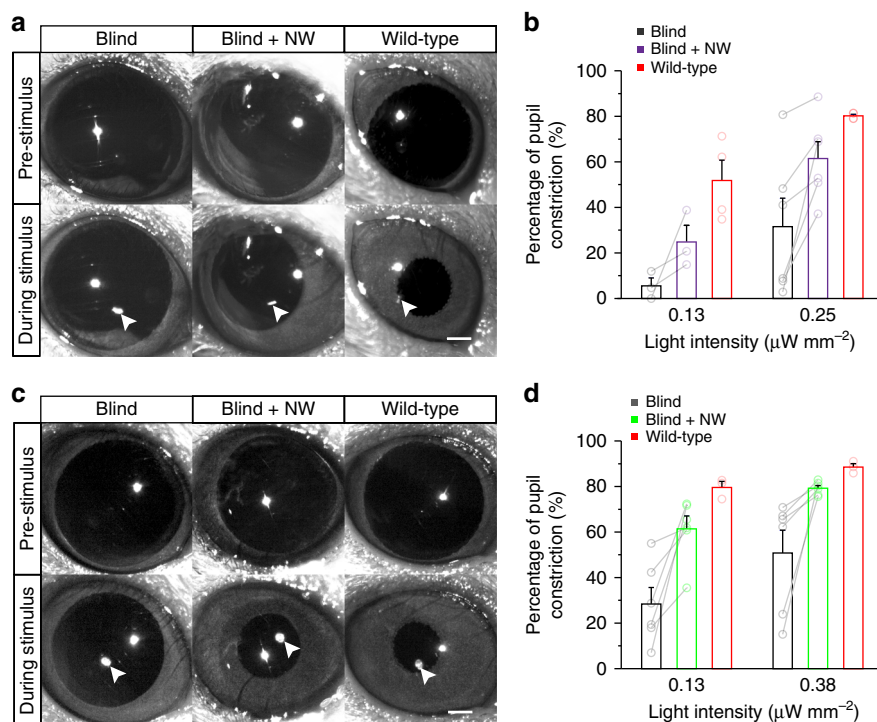 a
Blind
Blind + NW
Wild-type
Pre-stimulus
During stimulus
b
Blind
Blind + NW
Wild-type
Percentage of pupil
constriction (%)
100
80
60
40
20
0
0.13
0.25
Light intensity (μW mm⁻²)
c
Blind
Blind + NW
Wild-type
Pre-stimulus
During stimulus
d
Blind
Blind + NW
Wild-type
Percentage of pupil
constriction (%)
100
80
60
40
20
0
0.13
0.38
Light intensity (μW mm⁻²)